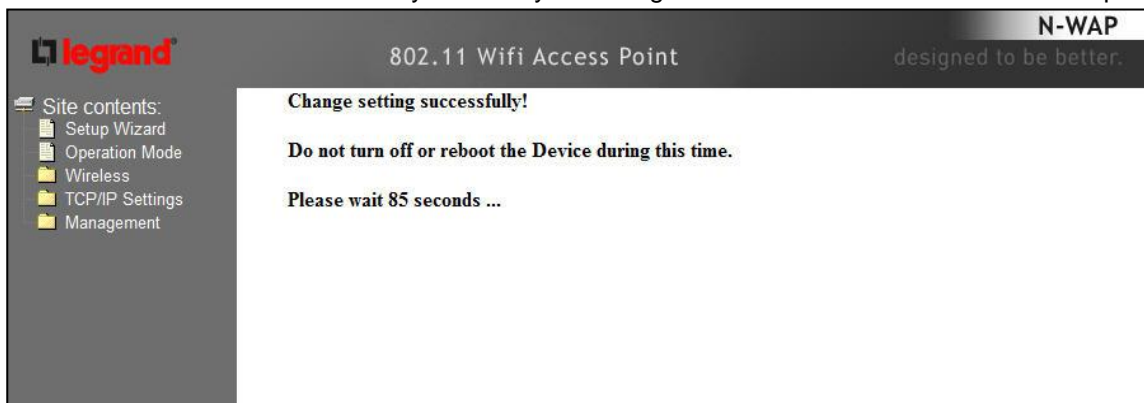 N-WAP
legrand®
802.11 Wifi Access Point
designed to be better.
Site contents:
Setup Wizard
Operation Mode
Wireless
TCP/IP Settings
Management
Change setting successfully!
Do not turn off or reboot the Device during this time.
Please wait 85 seconds ...